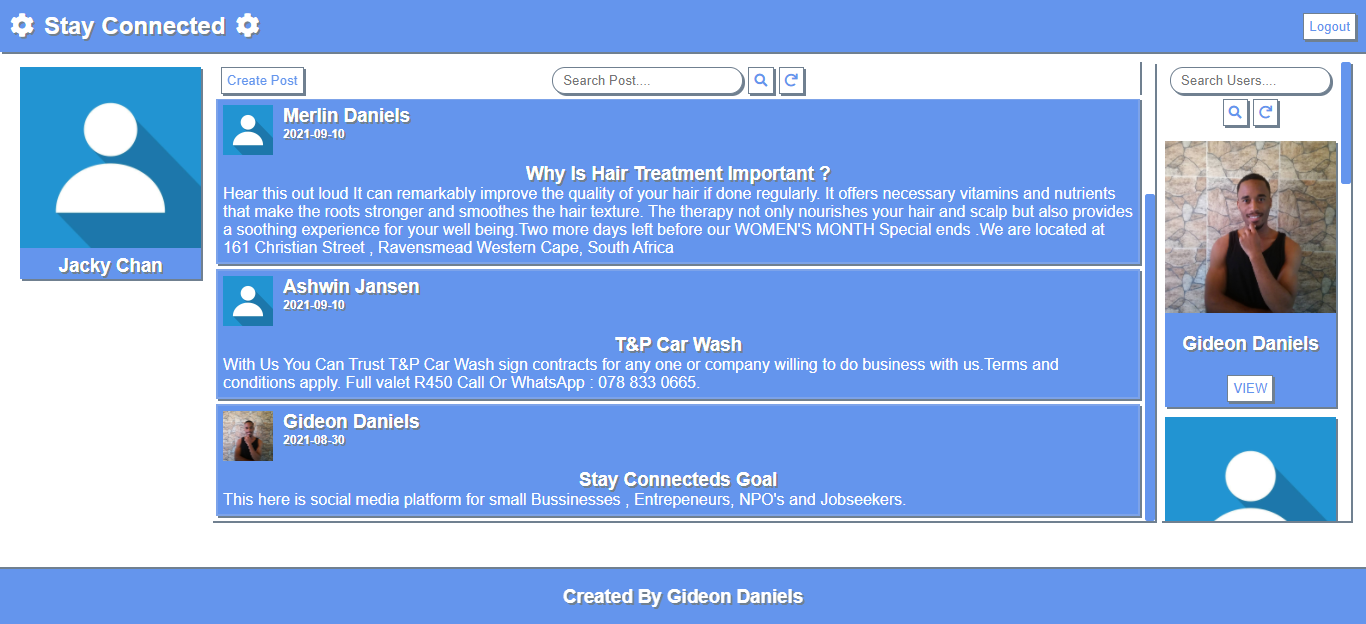 Stay Connected
Logout
Jacky Chan
Create Post
Search Post....
Merlin Daniels
2021-09-10
Why Is Hair Treatment Important ?
Hear this out loud It can remarkably improve the quality of your hair if done regularly. It offers necessary vitamins and nutrients
that make the roots stronger and smoothes the hair texture. The therapy not only nourishes your hair and scalp but also provides
a soothing experience for your well being.Two more days left before our WOMEN'S MONTH Special ends .We are located at
161 Christian Street , Ravensmead Western Cape, South Africa
Ashwin Jansen
2021-09-10
T&P Car Wash
With Us You Can Trust T&P Car Wash sign contracts for any one or company willing to do business with us.Terms and
conditions apply. Full valet R450 Call Or WhatsApp : 078 833 0665.
Gideon Daniels
2021-08-30
Stay Connecteds Goal
This here is social media platform for small Bussinesses , Entrepeneurs, NPO's and Jobseekers.
Search Users....
Gideon Daniels
VIEW
Created By Gideon Daniels